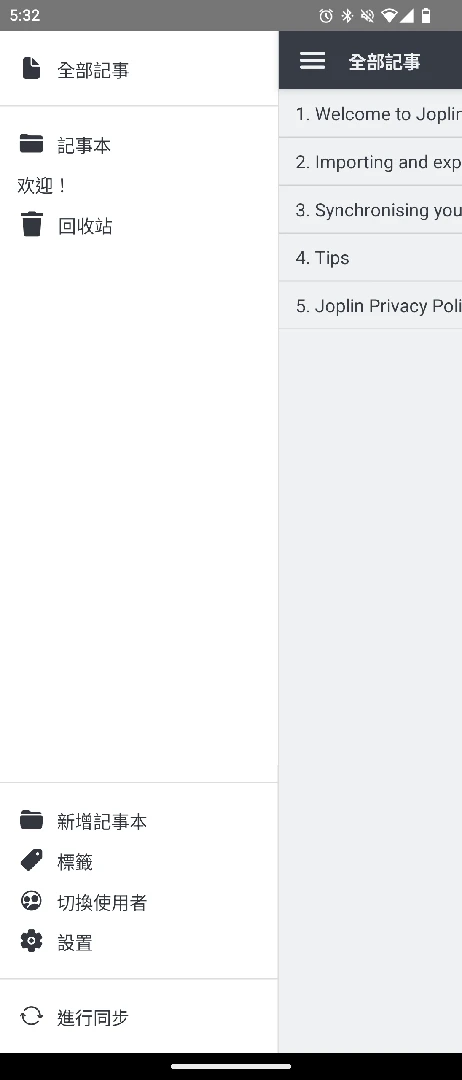 5:32
全部記事
記事本
欢迎！
回收站
新增記事本
標籤
切換使用者
設置
進行同步
全部記事
1. Welcome to Joplin
2. Importing and exp
3. Synchronising you
4. Tips
5. Joplin Privacy Poli